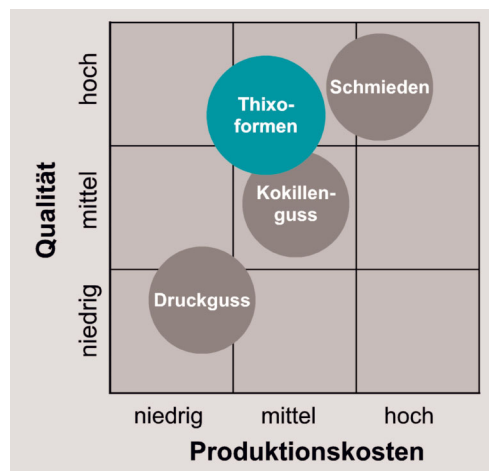 hoch
mittel
niedrig
Qualität
Schmieden
Thixo-
formen
Kokillen-
guss
Druckguss
niedrig
mittel
hoch
Produktionskosten